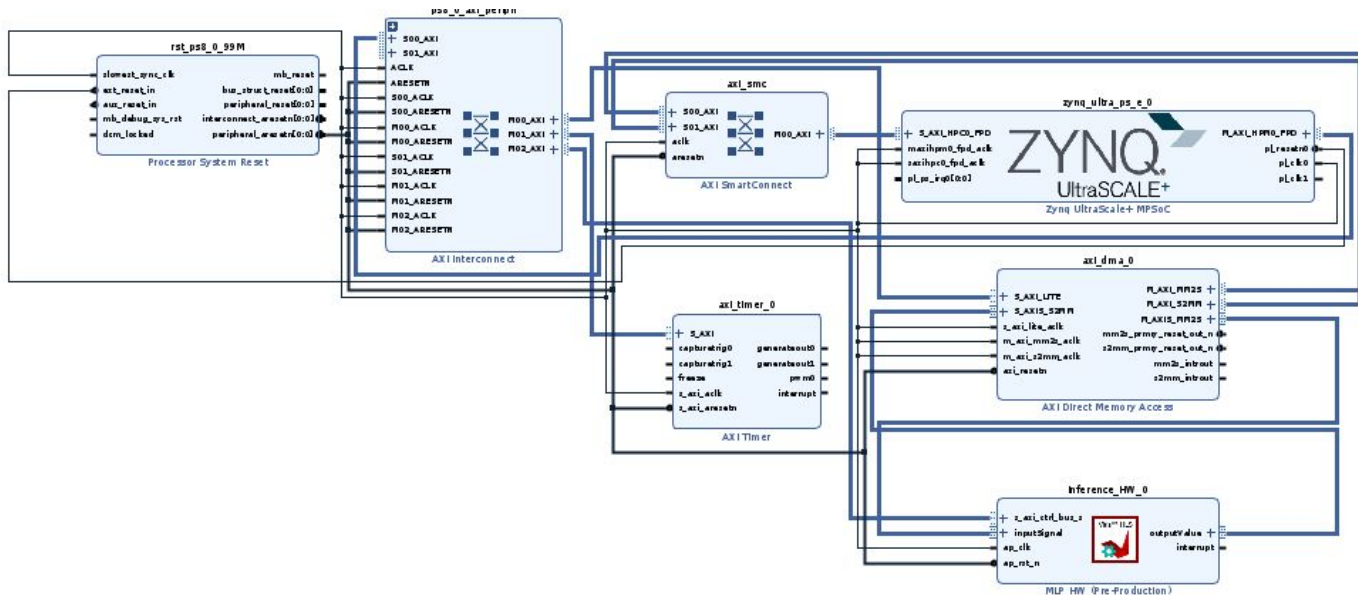 ps8_0_axi_periph
S00_AXI
S01_AXI
ACLK
ARESETN
S00_ACLK
S00_ARESETN
M00_ACLK
M00_ARESETN
S01_ACLK
S01_ARESETN
M01_ACLK
M01_ARESETN
M02_ACLK
M02_ARESETN
M00_AXI
M01_AXI
M02_AXI
AXI Interconnect
rst_ps8_0_99M
slowest_sync_clk
ext_reset_in
aux_reset_in
mb_debug_sys_rst
dcm_locked
mb_reset
bus_struct_reset[0:0]
peripheral_reset[0:0]
interconnect_aresetn[0:0]
peripheral_aresetn[0:0]
Processor System Reset
axi_smc
S00_AXI
S01_AXI
aclk
aresetn
M00_AXI
AXI SmartConnect
zynq_ultra_ps_e_0
S_AXI_HPC0_FPD
maxihpm0_fpd_aclk
saxihpc0_fpd_aclk
pl_ps_irq0[0:0]
ZYNQ
UltraSCALE+
M_AXI_HPM0_FPD
pl_resetn0
pl_clk0
pl_clk1
Zynq UltraScale+ MPSoC
axi_timer_0
S_AXI
capturetrig0
capturetrig1
freeze
s_axi_aclk
s_axi_aresetn
generateout0
generateout1
pwm0
interrupt
AXI Timer
axi_dma_0
S_AXI_LITE
S_AXIS_S2MM
s_axi_lite_aclk
m_axi_mm2s_aclk
m_axi_s2mm_aclk
axi_resetn
M_AXI_MM2S
M_AXI_S2MM
M_AXIS_MM2S
mm2s_prmry_reset_out_n
s2mm_prmry_reset_out_n
mm2s_introut
s2mm_introut
AXI Direct Memory Access
Inference_HW_0
s_axi_ctrl_bus_s
inputSignal
ap_clk
ap_rst_n
Vitis™ HLS
outputValue
interrupt
MLP_HW (Pre-Production)